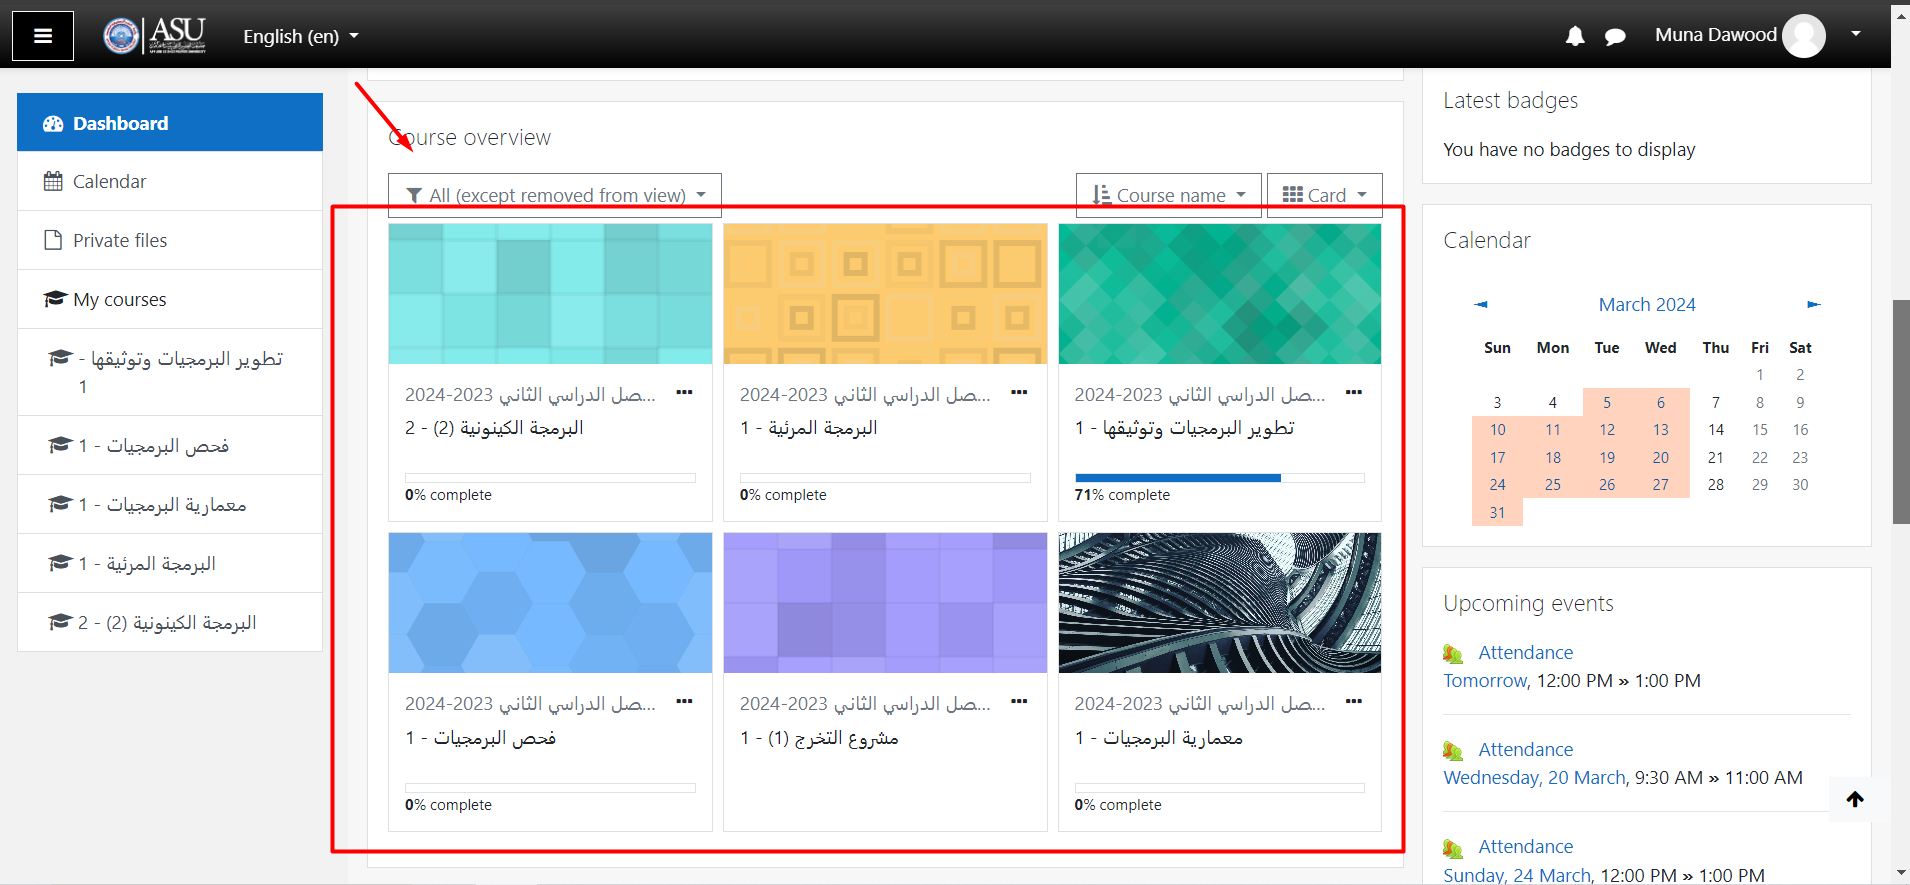 ASU
English (en)
Muna Dawood
Dashboard
Calendar
Private files
My courses
تطوير البرمجيات وتوثيقها - 1
فحص البرمجيات - 1
معمارية البرمجيات - 1
البرمجة المرئية - 1
البرمجة الكينونية (2) - 2
Course overview
All (except removed from view)
Course name
Card
...صل الدراسي الثاني 2023-2024
البرمجة الكينونية (2) - 2
0% complete
...صل الدراسي الثاني 2023-2024
البرمجة المرئية - 1
0% complete
...صل الدراسي الثاني 2023-2024
تطوير البرمجيات وتوثيقها - 1
71% complete
...صل الدراسي الثاني 2023-2024
فحص البرمجيات - 1
0% complete
...صل الدراسي الثاني 2023-2024
مشروع التخرج (1) - 1
...صل الدراسي الثاني 2023-2024
معمارية البرمجيات - 1
0% complete
Latest badges
You have no badges to display
Calendar
◄ March 2024 ►
Sun Mon Tue Wed Thu Fri Sat
1 2
3 4 5 6 7 8 9
10 11 12 13 14 15 16
17 18 19 20 21 22 23
24 25 26 27 28 29 30
31
Upcoming events
Attendance
Tomorrow, 12:00 PM » 1:00 PM
Attendance
Wednesday, 20 March, 9:30 AM » 11:00 AM
Attendance
Sunday, 24 March, 12:00 PM » 1:00 PM